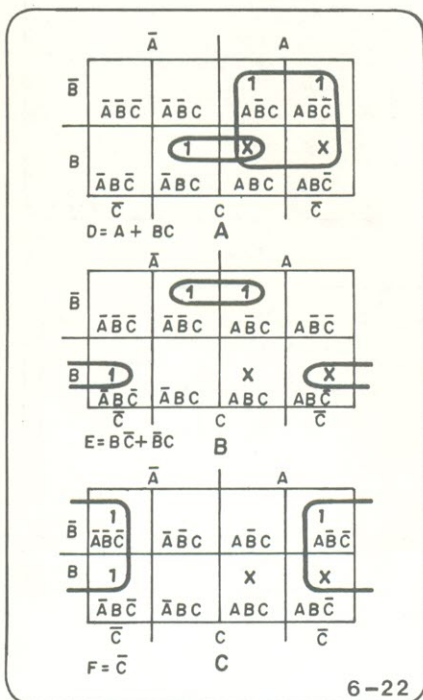 Ā A
B̄ 1 1
ĀB̄C̄ ĀB̄C AB̄C AB̄C̄
B 1 X X
ĀBC̄ ĀBC ABC ABC̄
C̄ C C̄
D= A + BC A
Ā A
B̄ 1 1
ĀB̄C̄ ĀB̄C AB̄C AB̄C̄
B 1 X X
ĀBC̄ ĀBC ABC ABC̄
C̄ C C̄
E= BC̄ + B̄C B
Ā A
B̄ 1 1
ĀB̄C̄ ĀB̄C AB̄C AB̄C̄
B 1 X X
ĀBC̄ ĀBC ABC ABC̄
C̄ C C̄
F= C̄ C
6-22